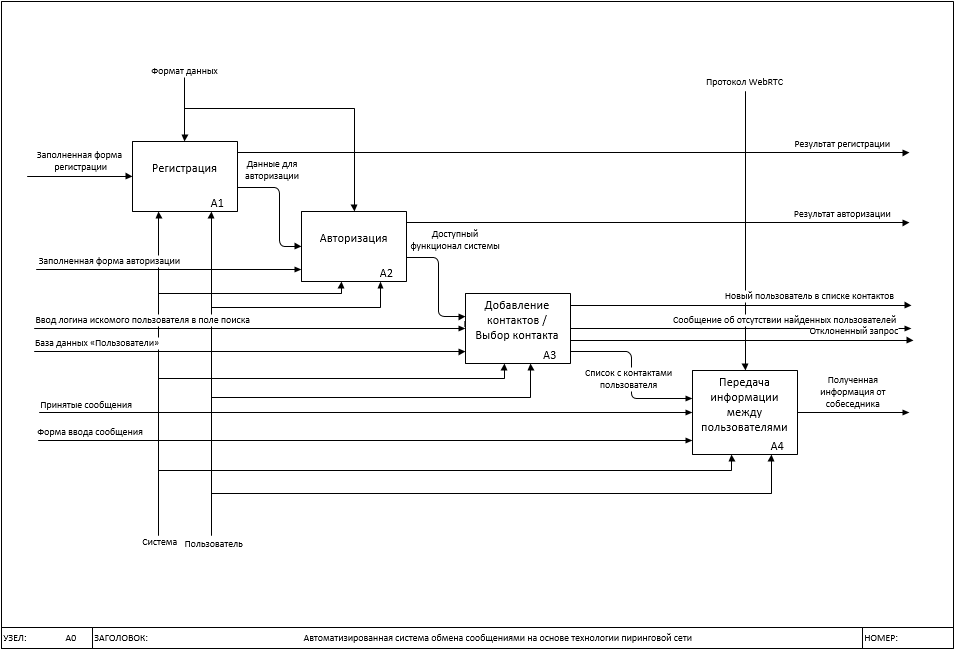 Формат данных
Протокол WebRTC
Заполненная форма
регистрации
Регистрация
A1
Данные для
авторизации
Результат регистрации
Авторизация
A2
Доступный
функционал системы
Результат авторизации
Заполненная форма авторизации
Добавление
контактов /
Выбор контакта
A3
Новый пользователь в списке контактов
Ввод логина искомого пользователя в поле поиска
Сообщение об отсутствии найденных пользователей
Отклоненный запрос
База данных «Пользователи»
Список с контактами
пользователя
Передача
информации
между
пользователями
A4
Полученная
информация от
собеседника
Принятые сообщения
Форма ввода сообщения
Система
Пользователь
УЗЕЛ:
A0
ЗАГОЛОВОК:
Автоматизированная система обмена сообщениями на основе технологии пиринговой сети
НОМЕР: